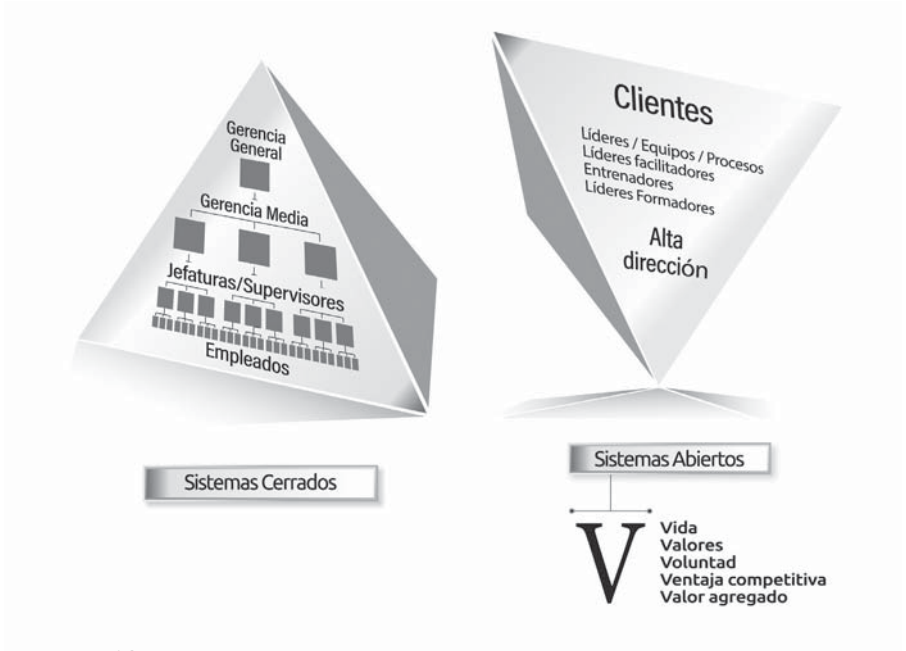 Gerencia
General
Gerencia Media
Jefaturas/Supervisores
Empleados
Sistemas Cerrados
Clientes
Líderes / Equipos / Procesos
Líderes facilitadores
Entrenadores
Líderes Formadores
Alta
dirección
Sistemas Abiertos
V
Vida
Valores
Voluntad
Ventaja competitiva
Valor agregado